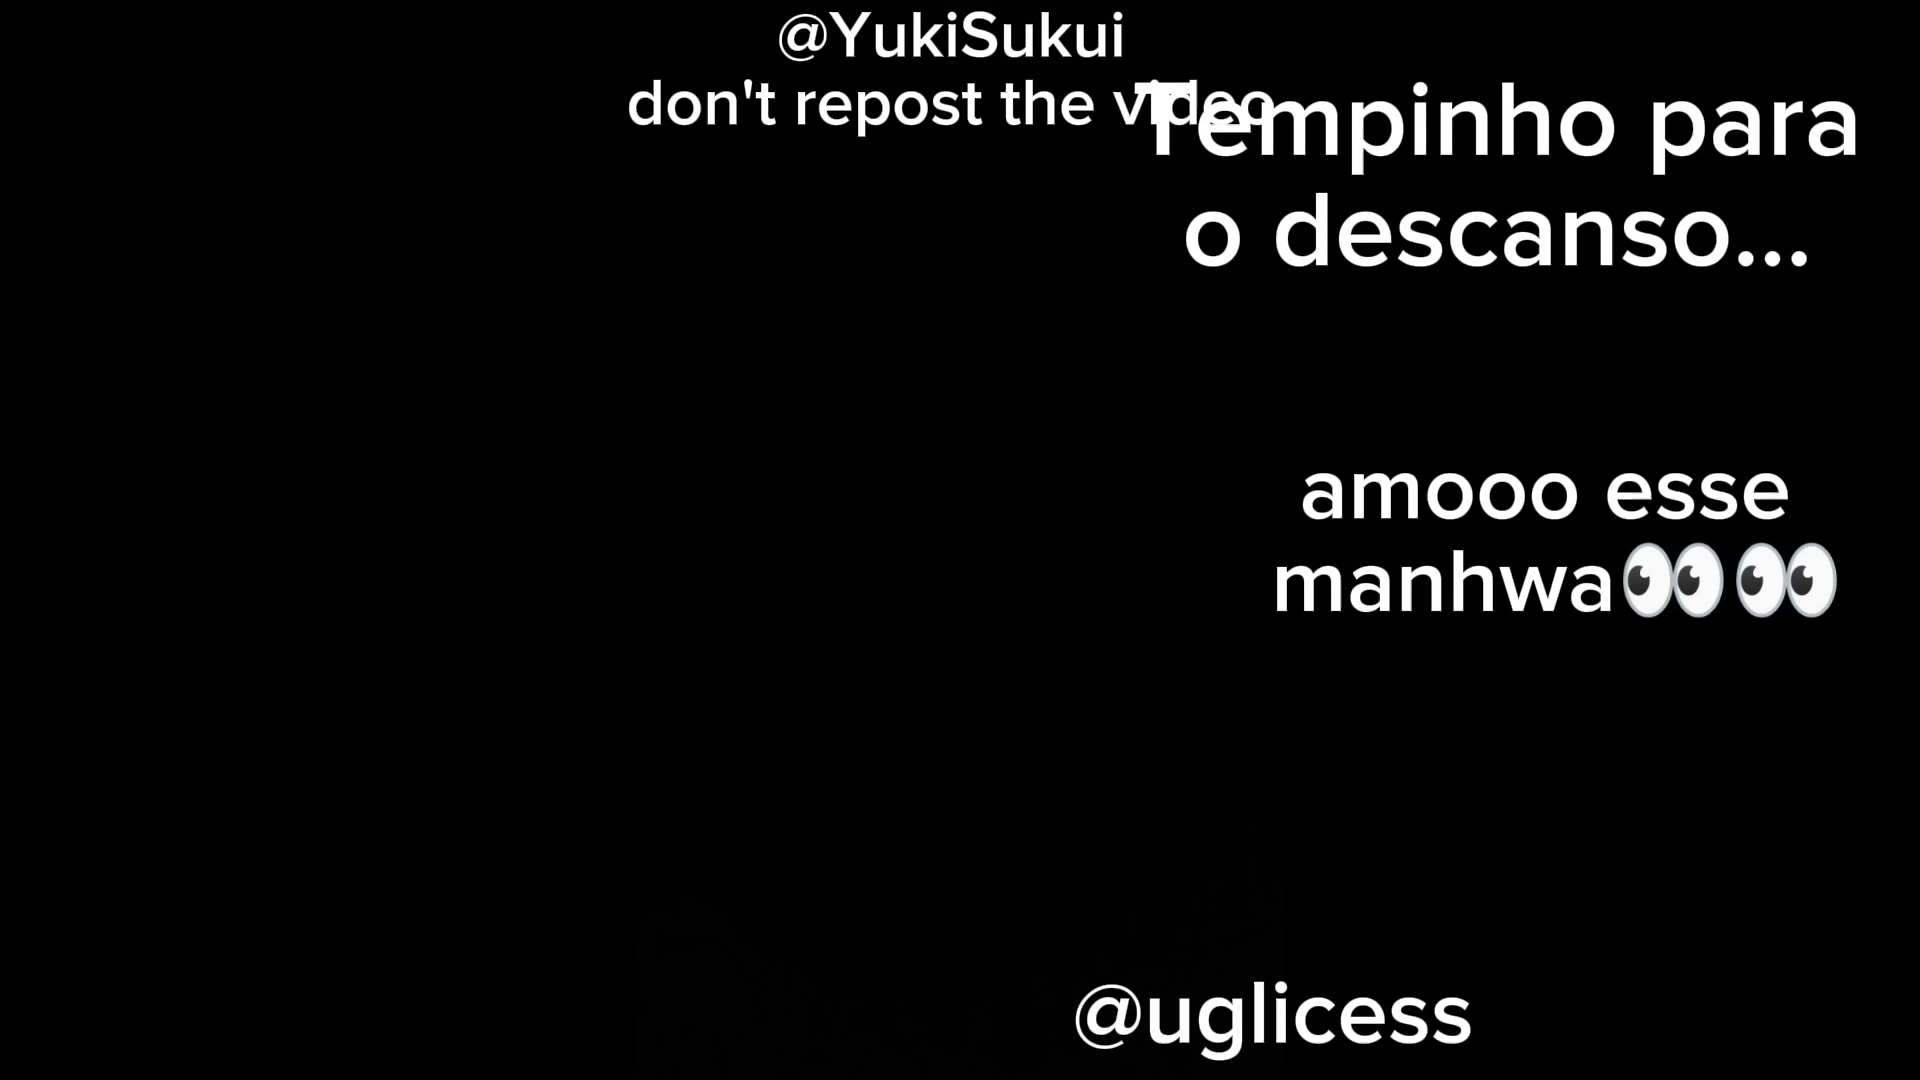 @YukiSukui
don't repost the video
Tempinho para
o descanso...
amooo esse
manhwa👀👀
@uglicess